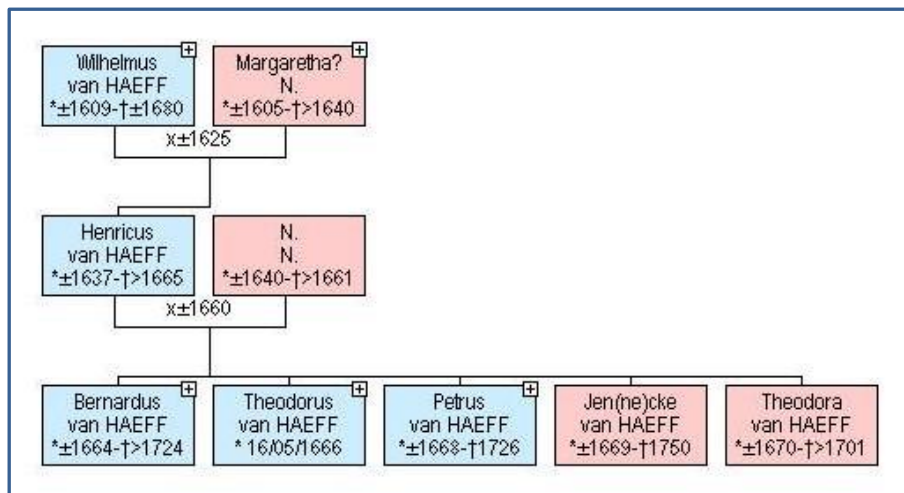 Wilhelmus
van HAEFF
*±1609-†±1680
Margaretha?
N.
*±1605-†>1640
x±1625
Henricus
van HAEFF
*±1637-†>1665
N.
N.
*±1640-†>1661
x±1660
Bernardus
van HAEFF
*±1664-†>1724
Theodorus
van HAEFF
* 16/05/1666
Petrus
van HAEFF
*±1668-†1726
Jen(ne)cke
van HAEFF
*±1669-†1750
Theodora
van HAEFF
*±1670-†>1701